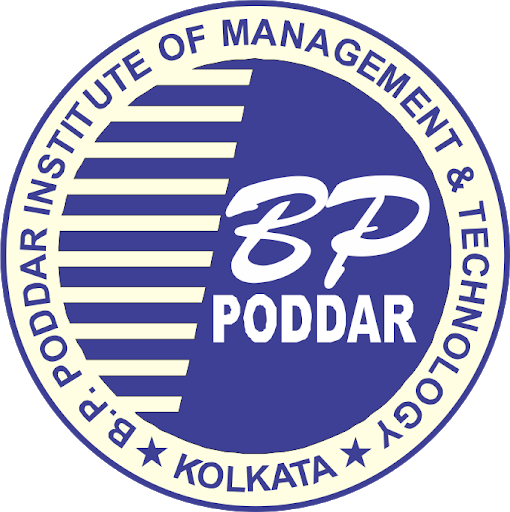 B.P. PODDAR INSTITUTE OF MANAGEMENT & TECHNOLOGY
BP
PODDAR
★ KOLKATA ★